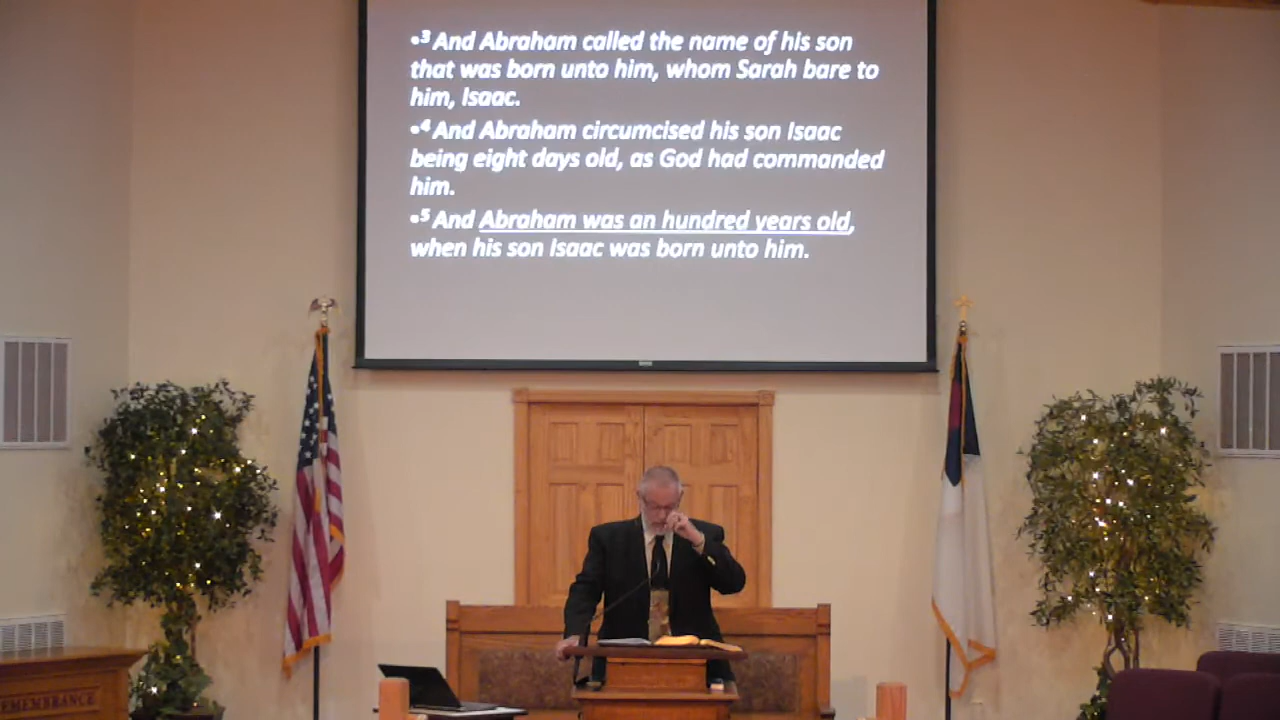 •³ And Abraham called the name of his son
that was born unto him, whom Sarah bare to
him, Isaac.
•⁴ And Abraham circumcised his son Isaac
being eight days old, as God had commanded
him.
•⁵ And Abraham was an hundred years old,
when his son Isaac was born unto him.
EMEMBRANCE